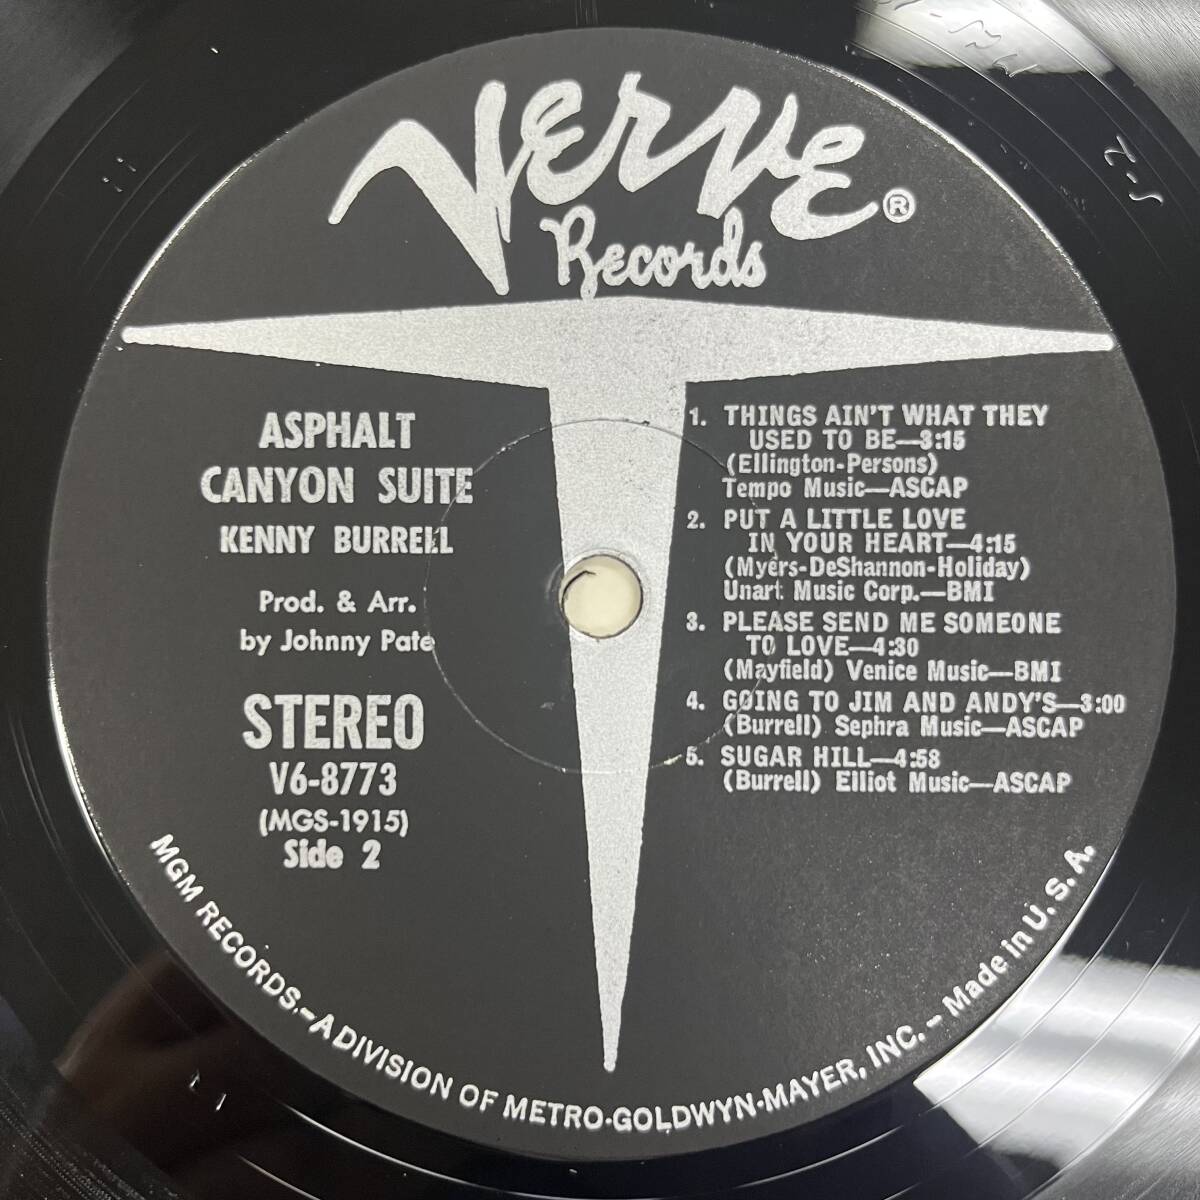 VERVE®
Records
ASPHALT
CANYON SUITE
KENNY BURRELL
Prod. & Arr.
by Johnny Pate
STEREO
V6-8773
(MGS-1915)
Side 2
1. THINGS AIN'T WHAT THEY
USED TO BE—3:15
(Ellington-Persons)
Tempo Music—ASCAP
2. PUT A LITTLE LOVE
IN YOUR HEART—4:15
(Myers-DeShannon-Holiday)
Unart Music Corp.—BMI
3. PLEASE SEND ME SOMEONE
TO LOVE—4:30
(Mayfield) Venice Music—BMI
4. GOING TO JIM AND ANDY'S—3:00
(Burrell) Sephra Music—ASCAP
5. SUGAR HILL—4:58
(Burrell) Elliot Music—ASCAP
MGM RECORDS.–A DIVISION OF METRO-GOLDWYN-MAYER, INC. – Made in U. S. A.